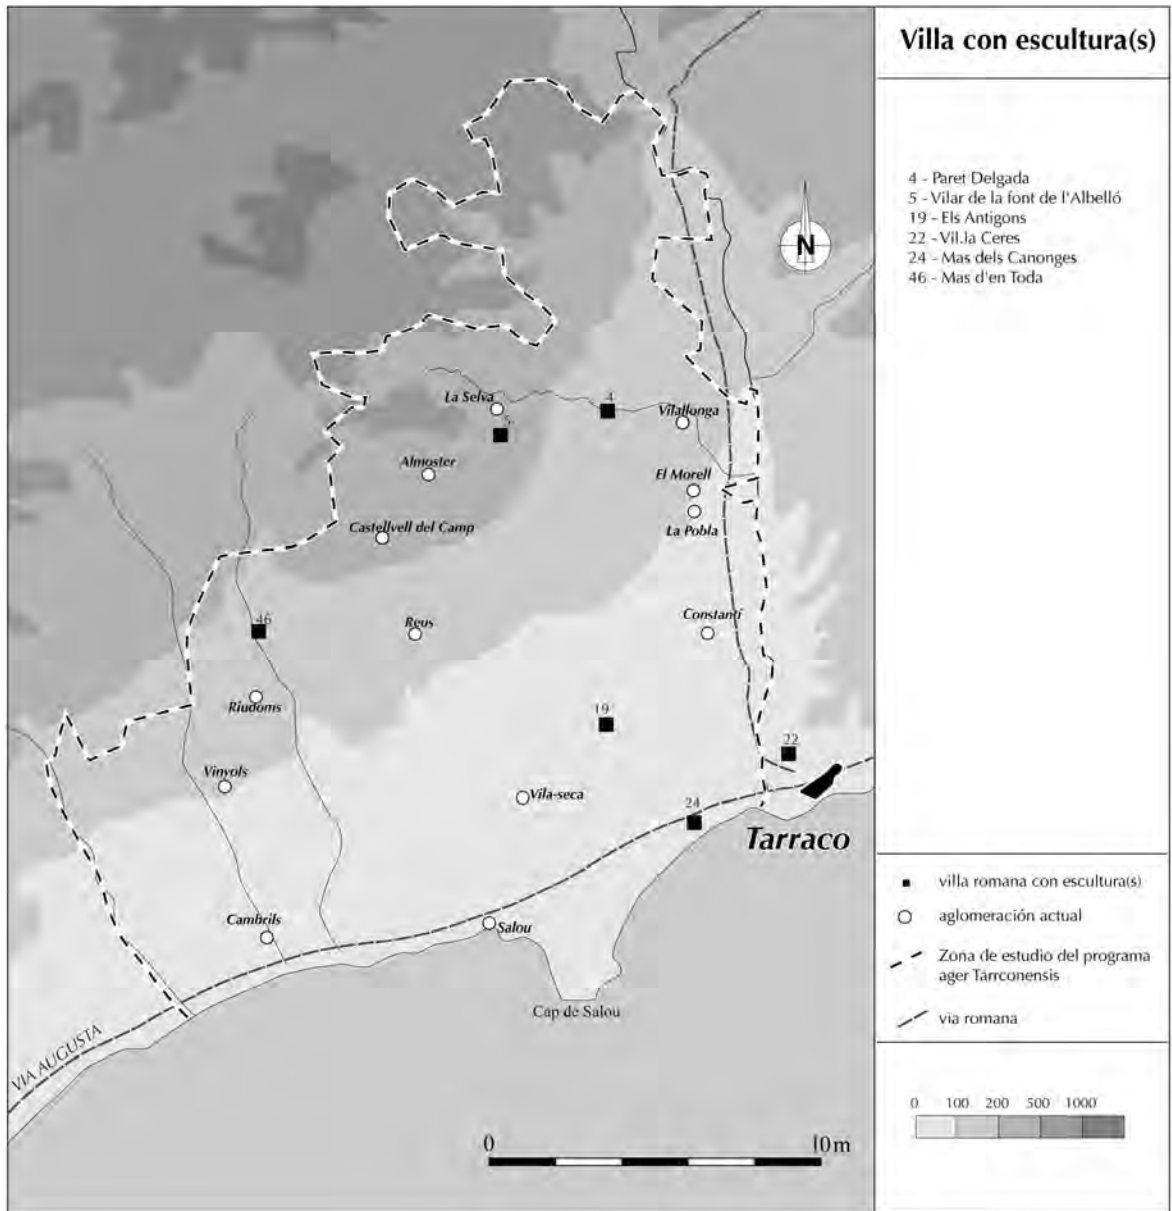 Villa con escultura(s)
4 - Paret Delgada
5 - Vilar de la font de l'Albelló
19 - Els Antigons
22 - Vil.la Ceres
24 - Mas dels Canonges
46 - Mas d'en Toda
N
La Selva
4
Vilallonga
5
Almoster
El Morell
La Pobla
Castellvell del Camp
46
Reus
Constantí
Riudoms
19
22
Vinyols
Vila-seca
24
Tarraco
Cambrils
Salou
Cap de Salou
VIA AUGUSTA
0 10 m
villa romana con escultura(s)
aglomeración actual
Zona de estudio del programa
ager Tarrconensis
via romana
0 100 200 500 1000